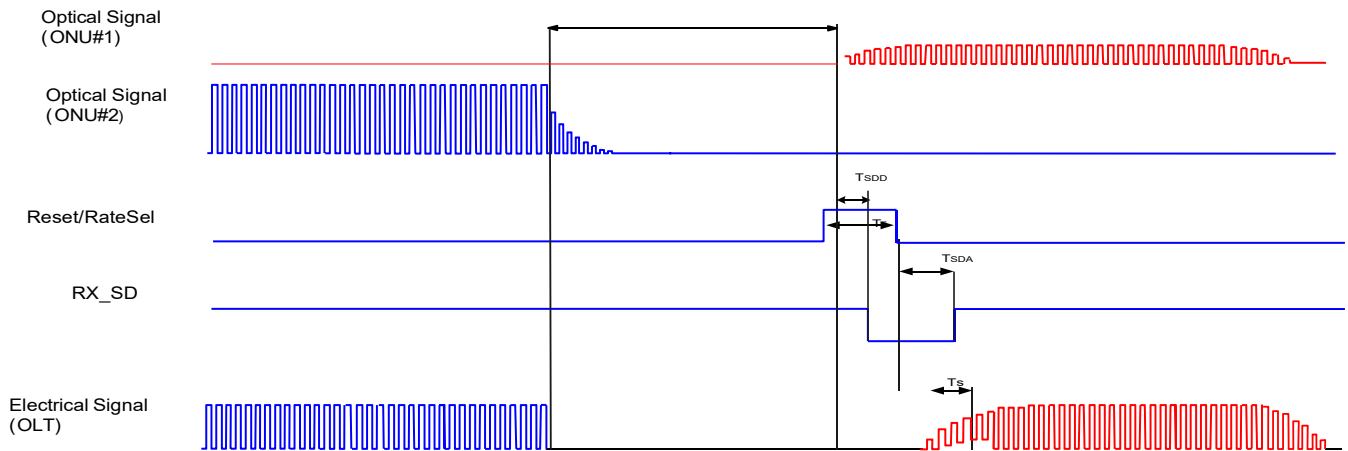 Optical Signal
(ONU#1)
Optical Signal
(ONU#2)
TSDD
Reset/RateSel
TSDA
RX_SD
Ts
Electrical Signal
(OLT)